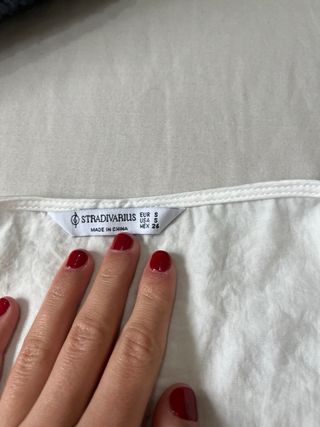 STRADIVARIUS
EUR S
USA S
MEX 26
MADE IN CHINA